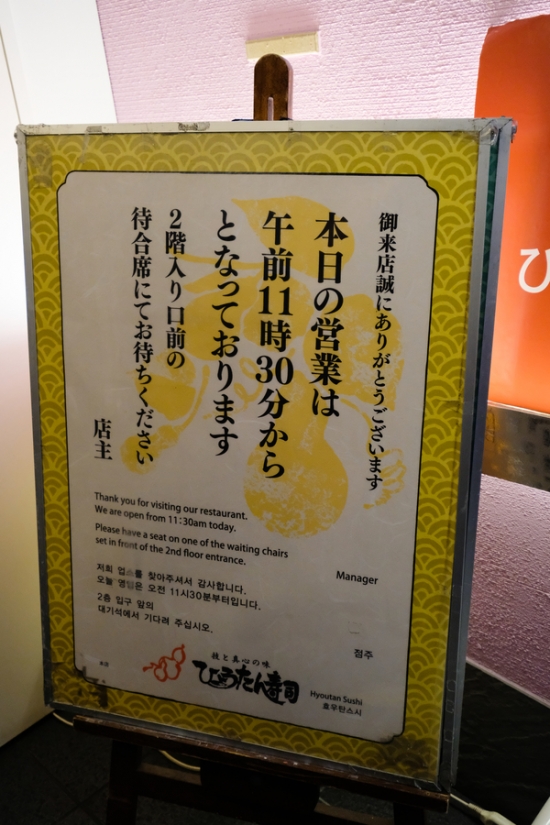 御来店誠にありがとうございます
本日の営業は
午前11時30分から
となっております
2階入り口前の
待合席にてお待ちください
店主
Thank you for visiting our restaurant.
We are open from 11:30am today.
Please have a seat on one of the waiting chairs
set in front of the 2nd floor entrance.
Manager
저희 업소를 찾아주셔서 감사합니다.
오늘 영업은 오전 11시30분부터입니다.
2층 입구 앞의
대기석에서 기다려 주십시오.
점주
技と真心の味
ひょうたん寿司
Hyoutan Sushi
효우탄스시
ひ